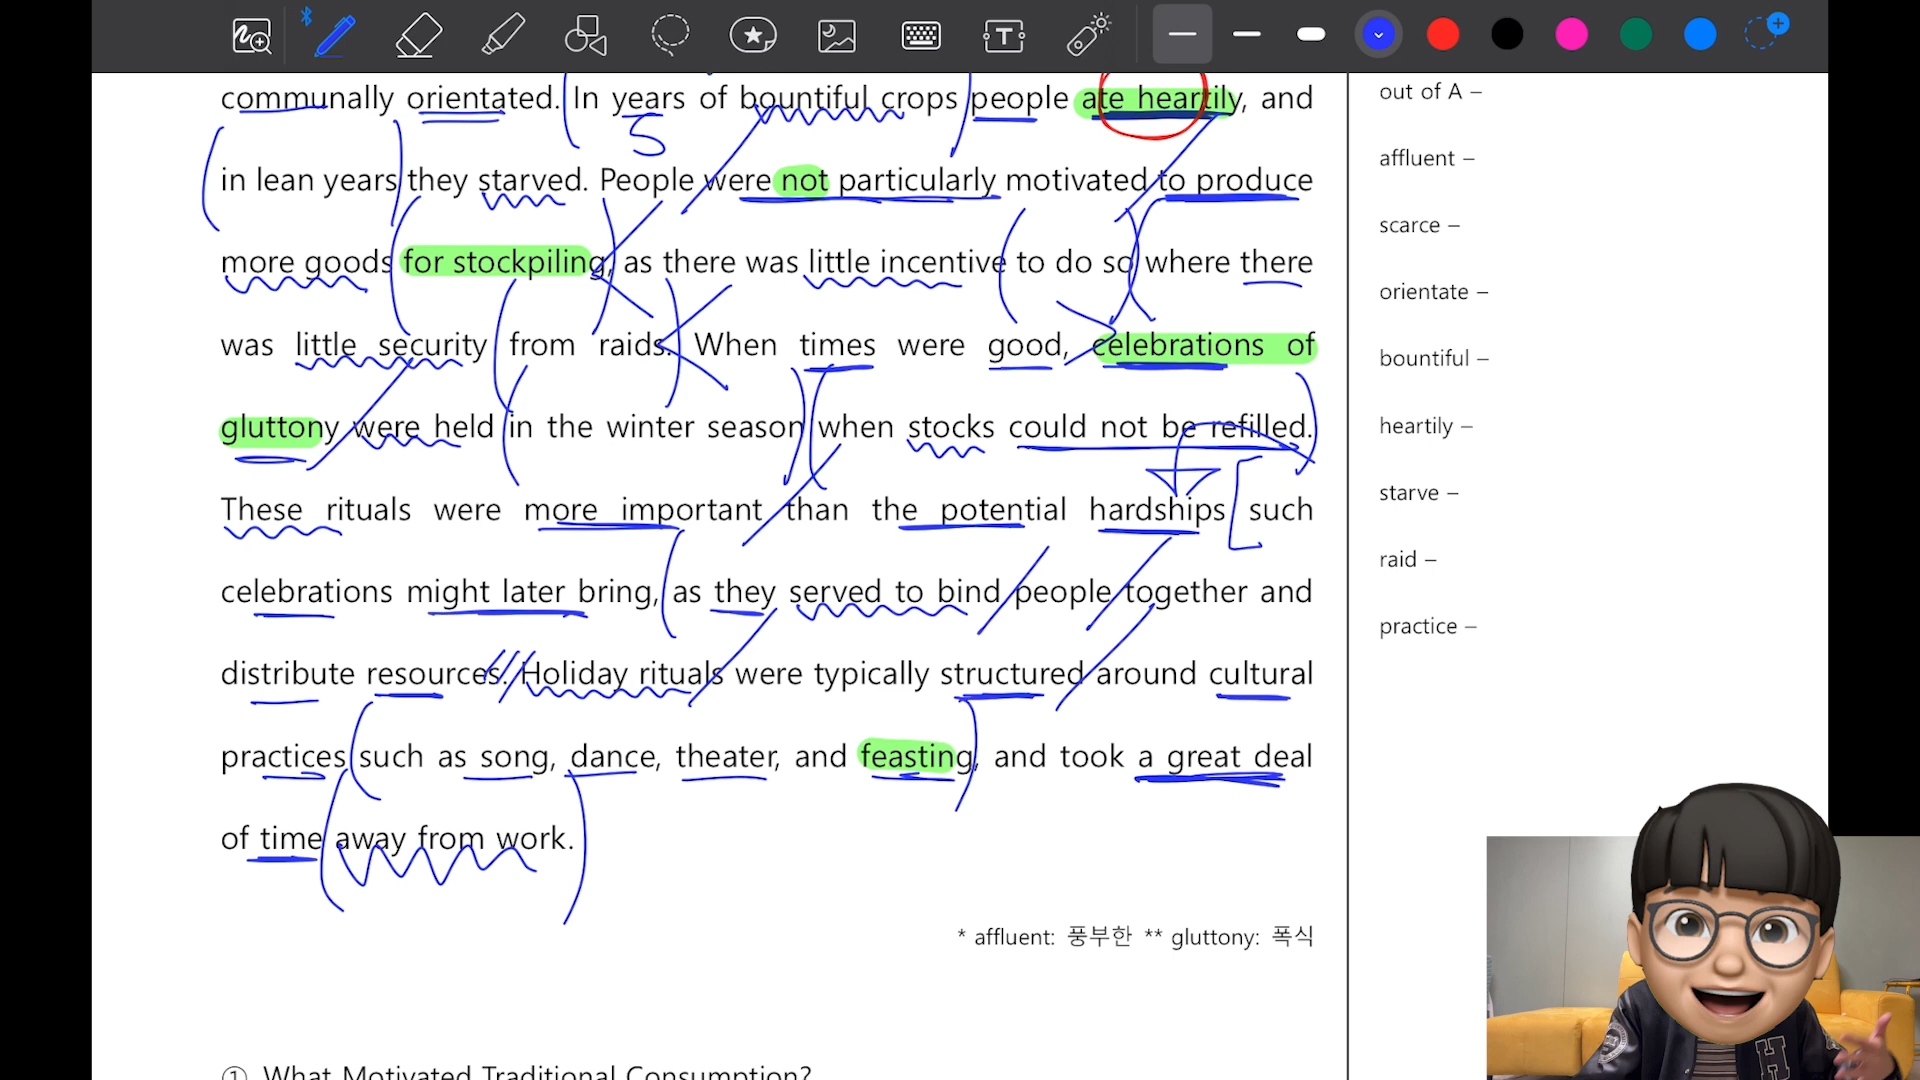 communally orientated. In years of bountiful crops people ate heartily, and
in lean years they starved. People were not particularly motivated to produce
more goods for stockpiling, as there was little incentive to do so where there
was little security from raids. When times were good, celebrations of
gluttony were held in the winter season when stocks could not be refilled.
These rituals were more important than the potential hardships such
celebrations might later bring, as they served to bind people together and
distribute resources. Holiday rituals were typically structured around cultural
practices such as song, dance, theater, and feasting, and took a great deal
of time away from work.
* affluent: 풍부한 ** gluttony: 폭식
① What Motivated Traditional Consumption?
out of A –
affluent –
scarce –
orientate –
bountiful –
heartily –
starve –
raid –
practice –
S
T
H